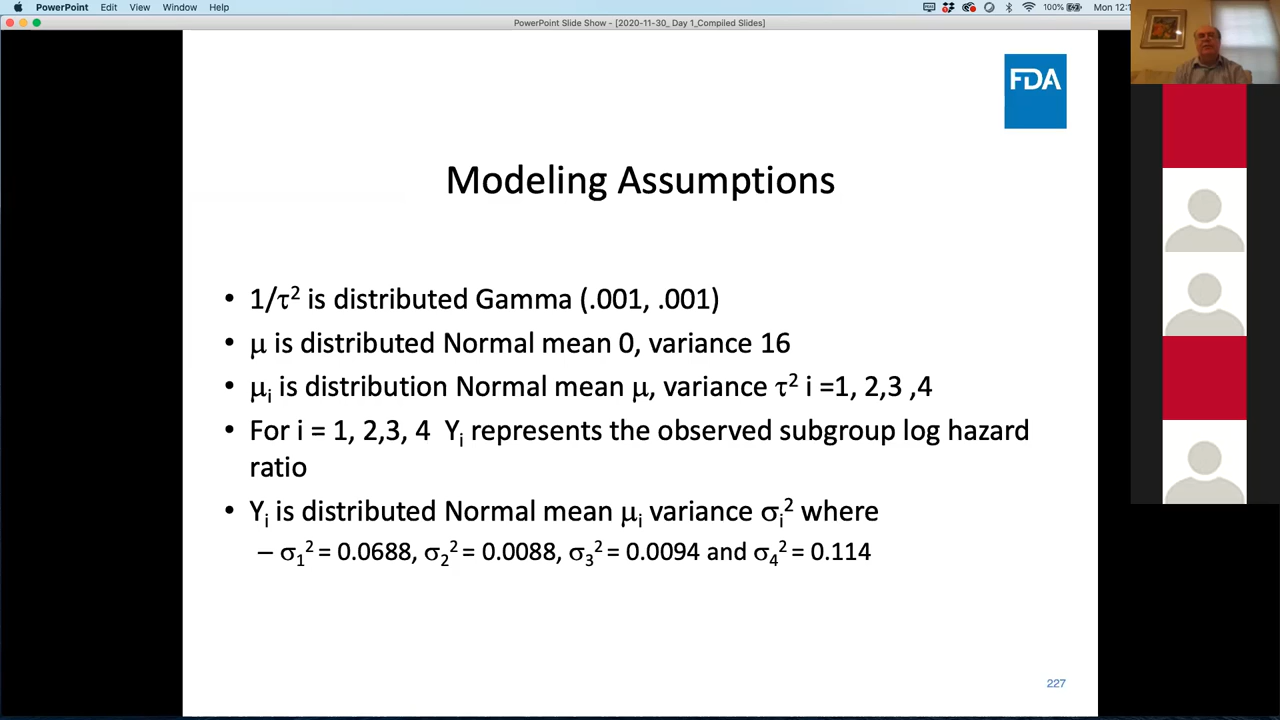 PowerPoint Edit View Window Help 100% Mon 12:1
PowerPoint Slide Show - [2020-11-30_ Day 1_Compiled Slides]
FDA
Modeling Assumptions
• 1/τ² is distributed Gamma (.001, .001)
• μ is distributed Normal mean 0, variance 16
• μᵢ is distribution Normal mean μ, variance τ² i =1, 2,3 ,4
• For i = 1, 2,3, 4 Yᵢ represents the observed subgroup log hazard
ratio
• Yᵢ is distributed Normal mean μᵢ variance σᵢ² where
– σ₁² = 0.0688, σ₂² = 0.0088, σ₃² = 0.0094 and σ₄² = 0.114
227